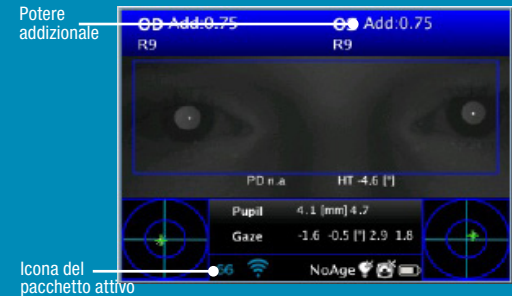 Potere
addizionale
OD Add:0.75 OS Add:0.75
R9 R9
PD n.a HT -4.6 [°]
Pupil 4.1 [mm] 4.7
Gaze -1.6 -0.5 [°] 2.9 1.8
Icona del
pacchetto attivo
66 NoAge